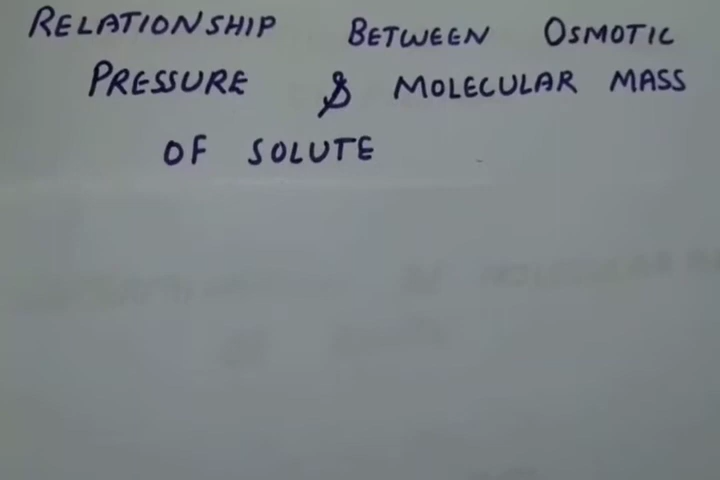 RELATIONSHIP BETWEEN OSMOTIC
PRESSURE & MOLECULAR MASS
OF SOLUTE